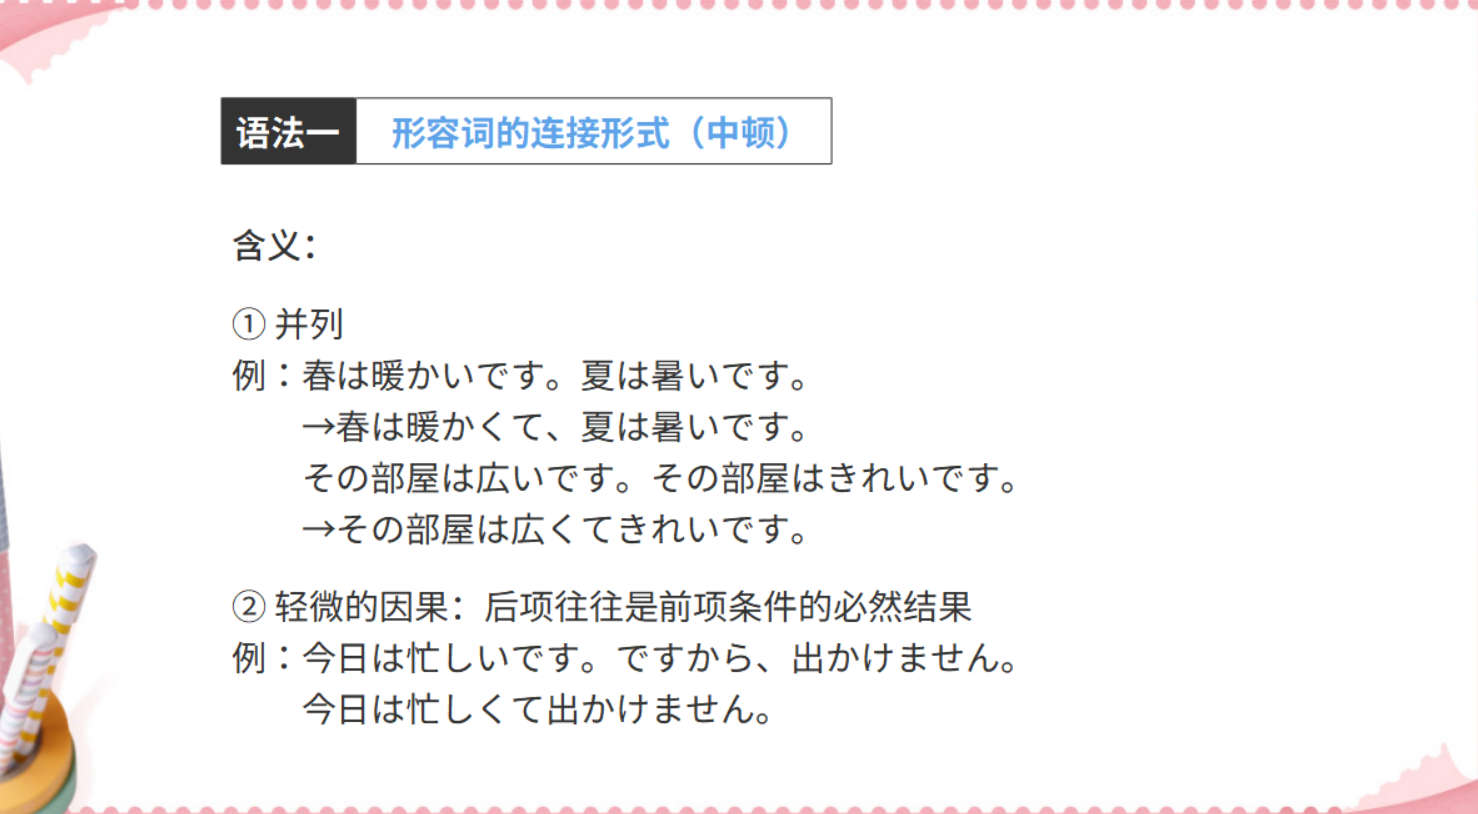 语法一 形容词的连接形式（中顿）
含义：
① 并列
例：春は暖かいです。夏は暑いです。
→春は暖かくて、夏は暑いです。
その部屋は広いです。その部屋はきれいです。
→その部屋は広くてきれいです。
② 轻微的因果：后项往往是前项条件的必然结果
例：今日は忙しいです。ですから、出かけません。
今日は忙しくて出かけません。